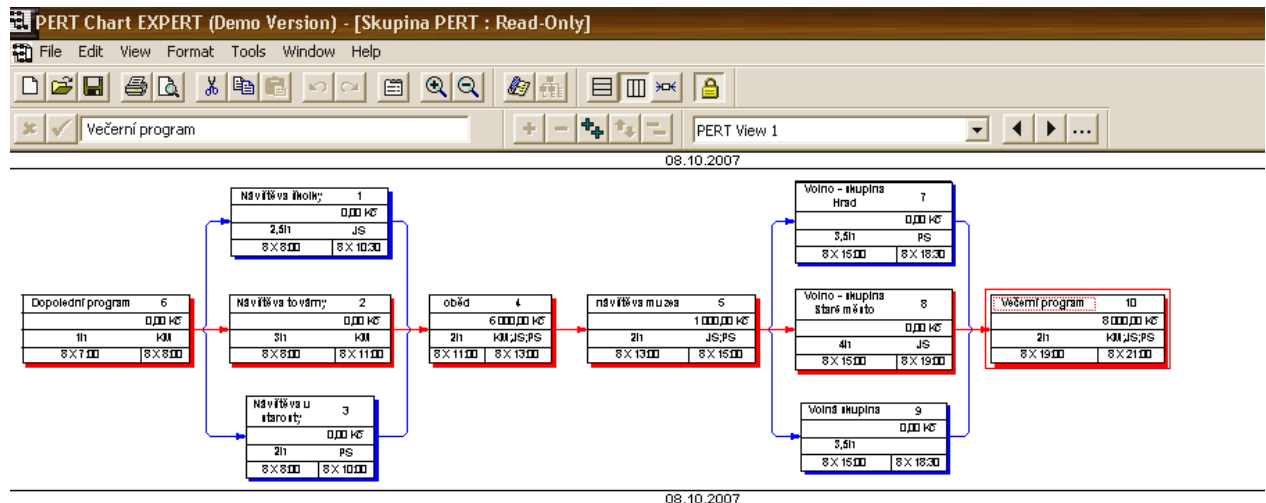 PERT Chart EXPERT (Demo Version) - [Skupina PERT : Read-Only]
File Edit View Format Tools Window Help
Večerní program
PERT View 1
08.10.2007
Návštěva školky 1
0,00 Kč
2,5h JS
8 X 8:00 8 X 10:30
Volno - skupina Hrad 7
0,00 Kč
3,5h PS
8 X 15:00 8 X 18:30
Dopolední program 6
0,00 Kč
1h KM
8 X 7:00 8 X 8:00
Návštěva továrny 2
0,00 Kč
3h KM
8 X 8:00 8 X 11:00
oběd 4
6 000,00 Kč
2h KM;JS;PS
8 X 11:00 8 X 13:00
návštěva muzea 5
1 000,00 Kč
2h JS;PS
8 X 13:00 8 X 15:00
Volno - skupina Staré město 8
0,00 Kč
4h JS
8 X 15:00 8 X 19:00
Večerní program 10
8 000,00 Kč
2h KM;JS;PS
8 X 19:00 8 X 21:00
Návštěva u starosty 3
0,00 Kč
2h PS
8 X 8:00 8 X 10:00
Volná skupina 9
0,00 Kč
3,5h
8 X 15:00 8 X 18:30
08.10.2007